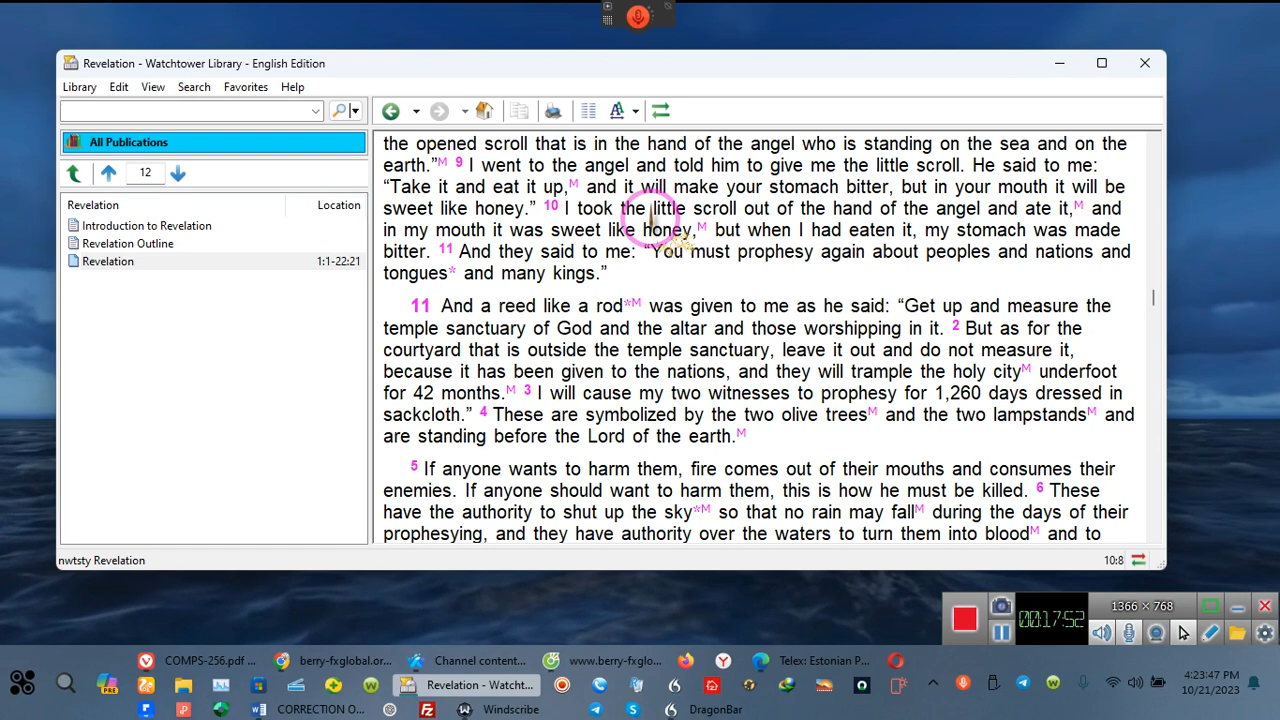 Revelation - Watchtower Library - English Edition
Library Edit View Search Favorites Help
All Publications
12
Revelation Location
Introduction to Revelation
Revelation Outline
Revelation 1:1-22:21
the opened scroll that is in the hand of the angel who is standing on the sea and on the
earth.”M 9 I went to the angel and told him to give me the little scroll. He said to me:
“Take it and eat it up,M and it will make your stomach bitter, but in your mouth it will be
sweet like honey.” 10 I took the little scroll out of the hand of the angel and ate it,M and
in my mouth it was sweet like honey,M but when I had eaten it, my stomach was made
bitter. 11 And they said to me: “You must prophesy again about peoples and nations and
tongues* and many kings.”
11 And a reed like a rod*M was given to me as he said: “Get up and measure the
temple sanctuary of God and the altar and those worshipping in it. 2 But as for the
courtyard that is outside the temple sanctuary, leave it out and do not measure it,
because it has been given to the nations, and they will trample the holy cityM underfoot
for 42 months.M 3 I will cause my two witnesses to prophesy for 1,260 days dressed in
sackcloth.” 4 These are symbolized by the two olive treesM and the two lampstandsM and
are standing before the Lord of the earth.M
5 If anyone wants to harm them, fire comes out of their mouths and consumes their
enemies. If anyone should want to harm them, this is how he must be killed. 6 These
have the authority to shut up the sky*M so that no rain may fallM during the days of their
prophesying, and they have authority over the waters to turn them into bloodM and to
nwtsty Revelation 10:8
1366 × 768
00:17:52
COMPS-256.pdf ... berry-fxglobal.or... Channel content... www.berry-fxglo... Telex: Estonian P...
4:23:47 PM
PRE Revelation - Watcht... 12
10/21/2023
CORRECTION O... Windscribe DragonBar